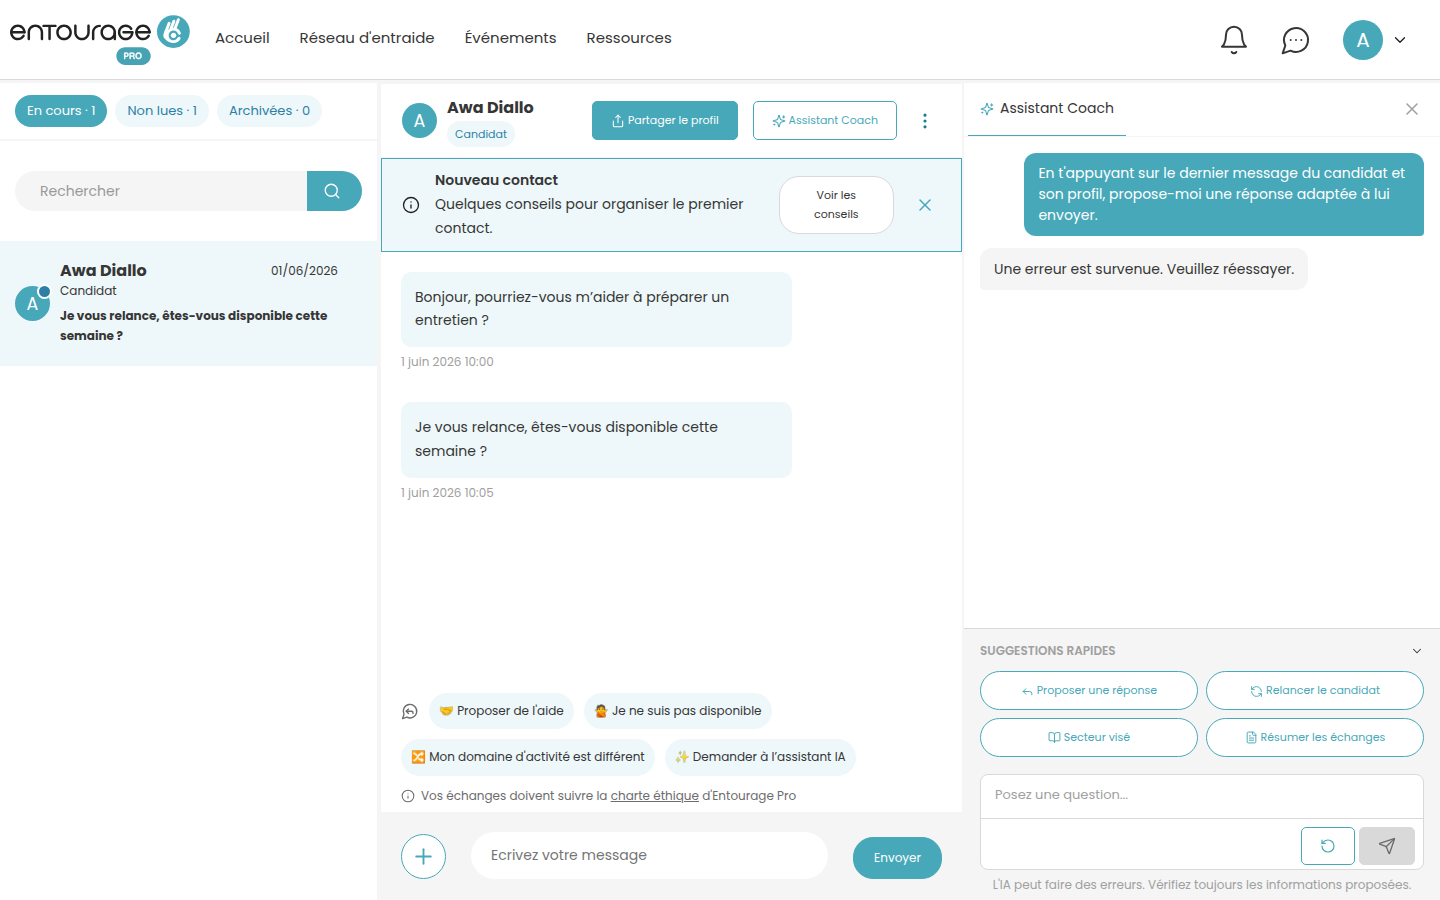 entourage
PRO
Accueil
Réseau d'entraide
Événements
Ressources
A
En cours · 1
Non lues · 1
Archivées · 0
Rechercher
A
Awa Diallo
01/06/2026
Candidat
Je vous relance, êtes-vous disponible cette
semaine ?
A
Awa Diallo
Candidat
Partager le profil
Assistant Coach
Nouveau contact
Quelques conseils pour organiser le premier
contact.
Voir les
conseils
Bonjour, pourriez-vous m’aider à préparer un
entretien ?
1 juin 2026 10:00
Je vous relance, êtes-vous disponible cette
semaine ?
1 juin 2026 10:05
🤝 Proposer de l'aide
🤷 Je ne suis pas disponible
🔀 Mon domaine d'activité est différent
✨ Demander à l’assistant IA
Vos échanges doivent suivre la charte éthique d'Entourage Pro
Ecrivez votre message
Envoyer
Assistant Coach
En t'appuyant sur le dernier message du candidat et
son profil, propose-moi une réponse adaptée à lui
envoyer.
Une erreur est survenue. Veuillez réessayer.
SUGGESTIONS RAPIDES
Proposer une réponse
Relancer le candidat
Secteur visé
Résumer les échanges
Posez une question...
L'IA peut faire des erreurs. Vérifiez toujours les informations proposées.